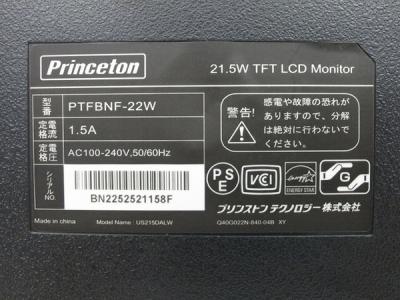 Princeton
21.5W TFT LCD Monitor
型番 PTFBNF-22W
定格電流 1.5A
定格電圧 AC100-240V,50/60Hz
シリアルNO. BN2252521158F
警告!
感電や故障の恐れが
ありますので、分解
は絶対に行わないで
ください。
PSE
VCCI
ENERGY STAR
G
プリンストン テクノロジー株式会社
Made in china
Model Name: US215DALW
Q40G022N-840-04B XY